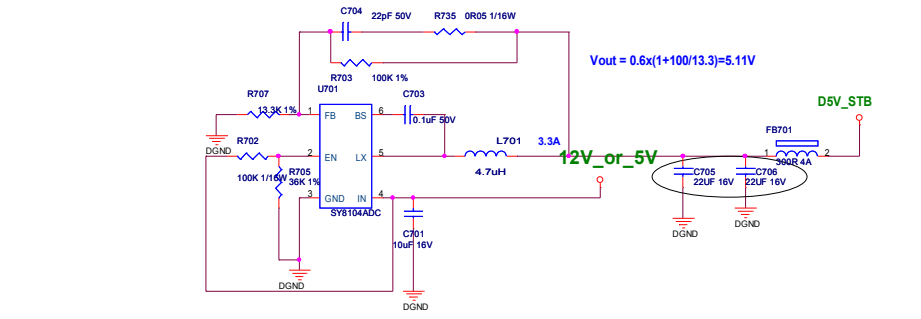 C704
22pF 50V
R735
0R05 1/16W
Vout = 0.6x(1+100/13.3)=5.11V
R703
100K 1%
U701
R707
13.3K 1%
C703
0.1uF 50V
D5V_STB
1
FB
BS
6
DGND
R702
L701
3.3A
FB701
2
EN
LX
5
12V_or_5V
1
2
300R 4A
100K 1/16W
R705
36K 1%
4.7uH
C705
22UF 16V
C706
22UF 16V
3
GND
IN
4
SY8104ADC
DGND
DGND
C701
10uF 16V
DGND
DGND